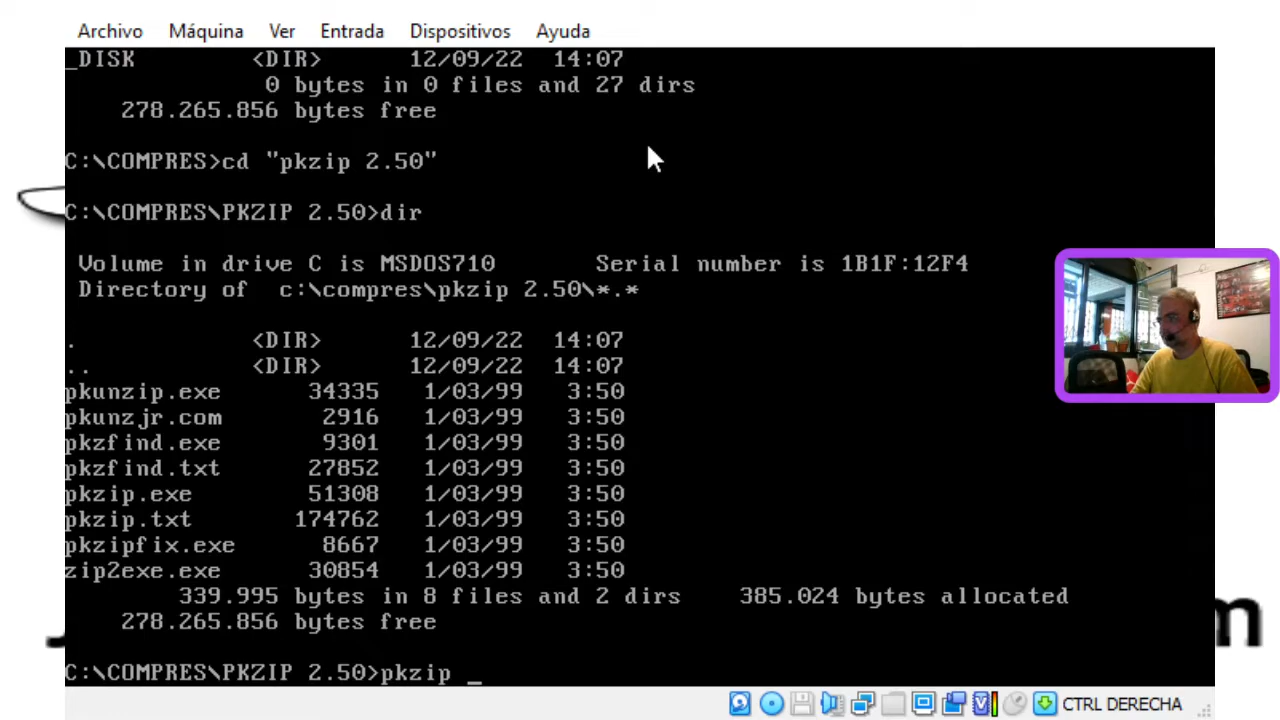 Archivo Máquina Ver Entrada Dispositivos Ayuda
_DISK <DIR> 12/09/22 14:07
0 bytes in 0 files and 27 dirs
278.265.856 bytes free
C:\COMPRES>cd "pkzip 2.50"
C:\COMPRES\PKZIP 2.50>dir
Volume in drive C is MSDOS710 Serial number is 1B1F:12F4
Directory of c:\compres\pkzip 2.50\*.*
. <DIR> 12/09/22 14:07
.. <DIR> 12/09/22 14:07
pkunzip.exe 34335 1/03/99 3:50
pkunzjr.com 2916 1/03/99 3:50
pkzfind.exe 9301 1/03/99 3:50
pkzfind.txt 27852 1/03/99 3:50
pkzip.exe 51308 1/03/99 3:50
pkzip.txt 174762 1/03/99 3:50
pkzipfix.exe 8667 1/03/99 3:50
zip2exe.exe 30854 1/03/99 3:50
339.995 bytes in 8 files and 2 dirs 385.024 bytes allocated
278.265.856 bytes free
C:\COMPRES\PKZIP 2.50>pkzip _
CTRL DERECHA